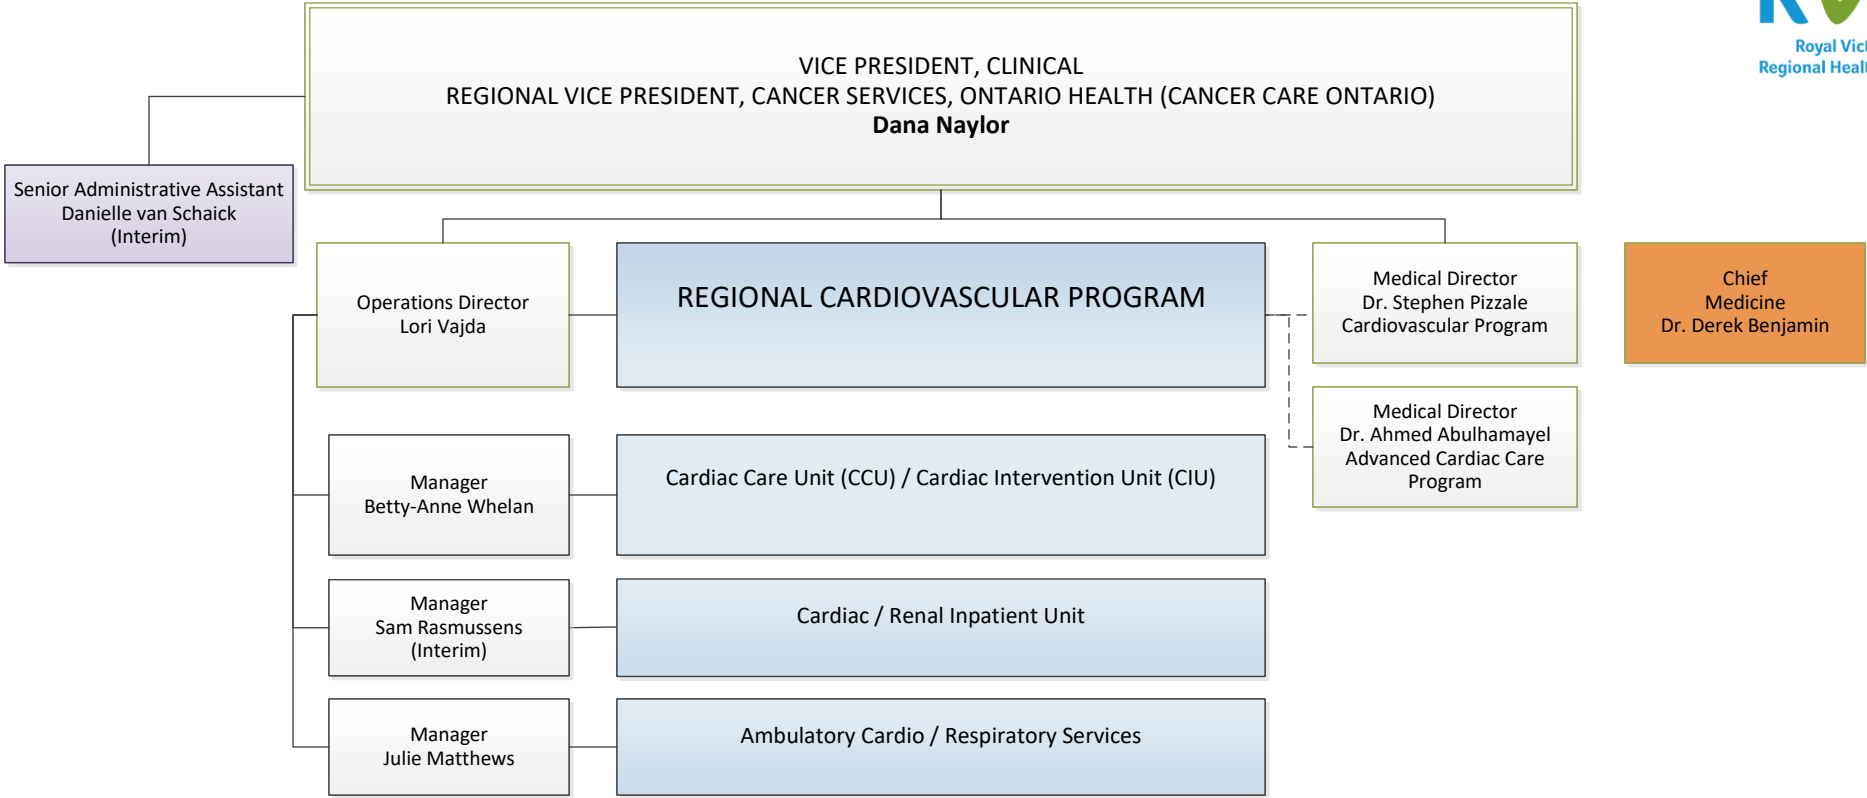 Royal
Regional
VICE PRESIDENT, CLINICAL
REGIONAL VICE PRESIDENT, CANCER SERVICES, ONTARIO HEALTH (CANCER CARE ONTARIO)
Dana Naylor
Senior Administrative Assistant
Danielle van Schaick
(Interim)
Operations Director
Lori Vajda
REGIONAL CARDIOVASCULAR PROGRAM
Medical Director
Dr. Stephen Pizzale
Cardiovascular Program
Chief
Medicine
Dr. Derek Benjamin
Medical Director
Dr. Ahmed Abulhamayel
Advanced Cardiac Care
Program
Manager
Betty-Anne Whelan
Cardiac Care Unit (CCU) / Cardiac Intervention Unit (CIU)
Manager
Sam Rasmussens
(Interim)
Cardiac / Renal Inpatient Unit
Manager
Julie Matthews
Ambulatory Cardio / Respiratory Services